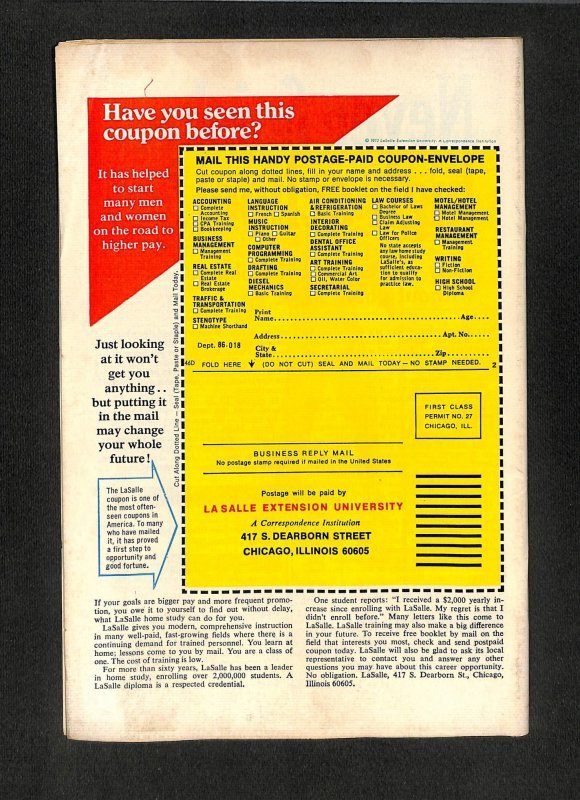 Have you seen this
coupon before?
© 1972 LaSalle Extension University, A Correspondence Institution
It has helped
to start
many men
and women
on the road to
higher pay.
MAIL THIS HANDY POSTAGE-PAID COUPON-ENVELOPE
Cut coupon along dotted lines, fill in your name and address . . . fold, seal (tape,
paste or staple) and mail. No stamp or envelope is necessary.
Please send me, without obligation, FREE booklet on the field I have checked:
ACCOUNTING
☐ Complete
Accounting
☐ Income Tax
☐ CPA Training
☐ Bookkeeping
BUSINESS
MANAGEMENT
☐ Management
Training
REAL ESTATE
☐ Complete Real
Estate
☐ Real Estate
Brokerage
TRAFFIC &
TRANSPORTATION
☐ Complete Training
STENOTYPE
☐ Machine Shorthand
LANGUAGE
INSTRUCTION
☐ French ☐ Spanish
MUSIC
INSTRUCTION
☐ Piano ☐ Guitar
☐ Other
COMPUTER
PROGRAMMING
☐ Complete Training
DRAFTING
☐ Complete Training
DIESEL
MECHANICS
☐ Basic Training
AIR CONDITIONING
& REFRIGERATION
☐ Basic Training
INTERIOR
DECORATING
☐ Complete Training
DENTAL OFFICE
ASSISTANT
☐ Complete Training
ART TRAINING
☐ Complete Training
☐ Commercial Art
☐ Oil, Water Color
SECRETARIAL
☐ Complete Training
LAW COURSES
☐ Bachelor of Laws
Degree
☐ Business Law
☐ Claim Adjusting
Law
☐ Law for Police
Officers
No state accepts
any law home
study course,
including
LaSalle's, as
sufficient educa-
tion to qualify
for admission to
practice law.
MOTEL/HOTEL
MANAGEMENT
☐ Motel Management
☐ Hotel Management
RESTAURANT
MANAGEMENT
☐ Management
Training
WRITING
☐ Fiction
☐ Non-Fiction
HIGH SCHOOL
☐ High School
Diploma
Print
Name Age
Address Apt. No.
Dept. 86-018
City &
State Zip
46D FOLD HERE (DO NOT CUT) SEAL AND MAIL TODAY — NO STAMP NEEDED. 2
Cut Along Dotted Line — Seal (Tape, Paste or Staple) and Mail Today.
Just looking
at it won't
get you
anything . .
but putting it
in the mail
may change
your whole
future!
The LaSalle
coupon is one of
the most often-
seen coupons in
America. To many
who have mailed
it, it has proved
a first step to
opportunity and
good fortune.
FIRST CLASS
PERMIT NO. 27
CHICAGO, ILL.
BUSINESS REPLY MAIL
No postage stamp required if mailed in the United States
Postage will be paid by
LA SALLE EXTENSION UNIVERSITY
A Correspondence Institution
417 S. DEARBORN STREET
CHICAGO, ILLINOIS 60605
If your goals are bigger pay and more frequent promo-
tion, you owe it to yourself to find out without delay,
what LaSalle home study can do for you.
LaSalle gives you modern, comprehensive instruction
in many well-paid, fast-growing fields where there is a
continuing demand for trained personnel. You learn at
home; lessons come to you by mail. You are a class of
one. The cost of training is low.
For more than sixty years, LaSalle has been a leader
in home study, enrolling over 2,000,000 students. A
LaSalle diploma is a respected credential.
One student reports: "I received a $2,000 yearly in-
crease since enrolling with LaSalle. My regret is that I
didn't enroll before." Many letters like this come to
LaSalle. LaSalle training may also make a big difference
in your future. To receive free booklet by mail on the
field that interests you most, check and send postpaid
coupon today. LaSalle will also be glad to ask its local
representative to contact you and answer any other
questions you may have about this career opportunity.
No obligation. LaSalle, 417 S. Dearborn St., Chicago,
Illinois 60605.